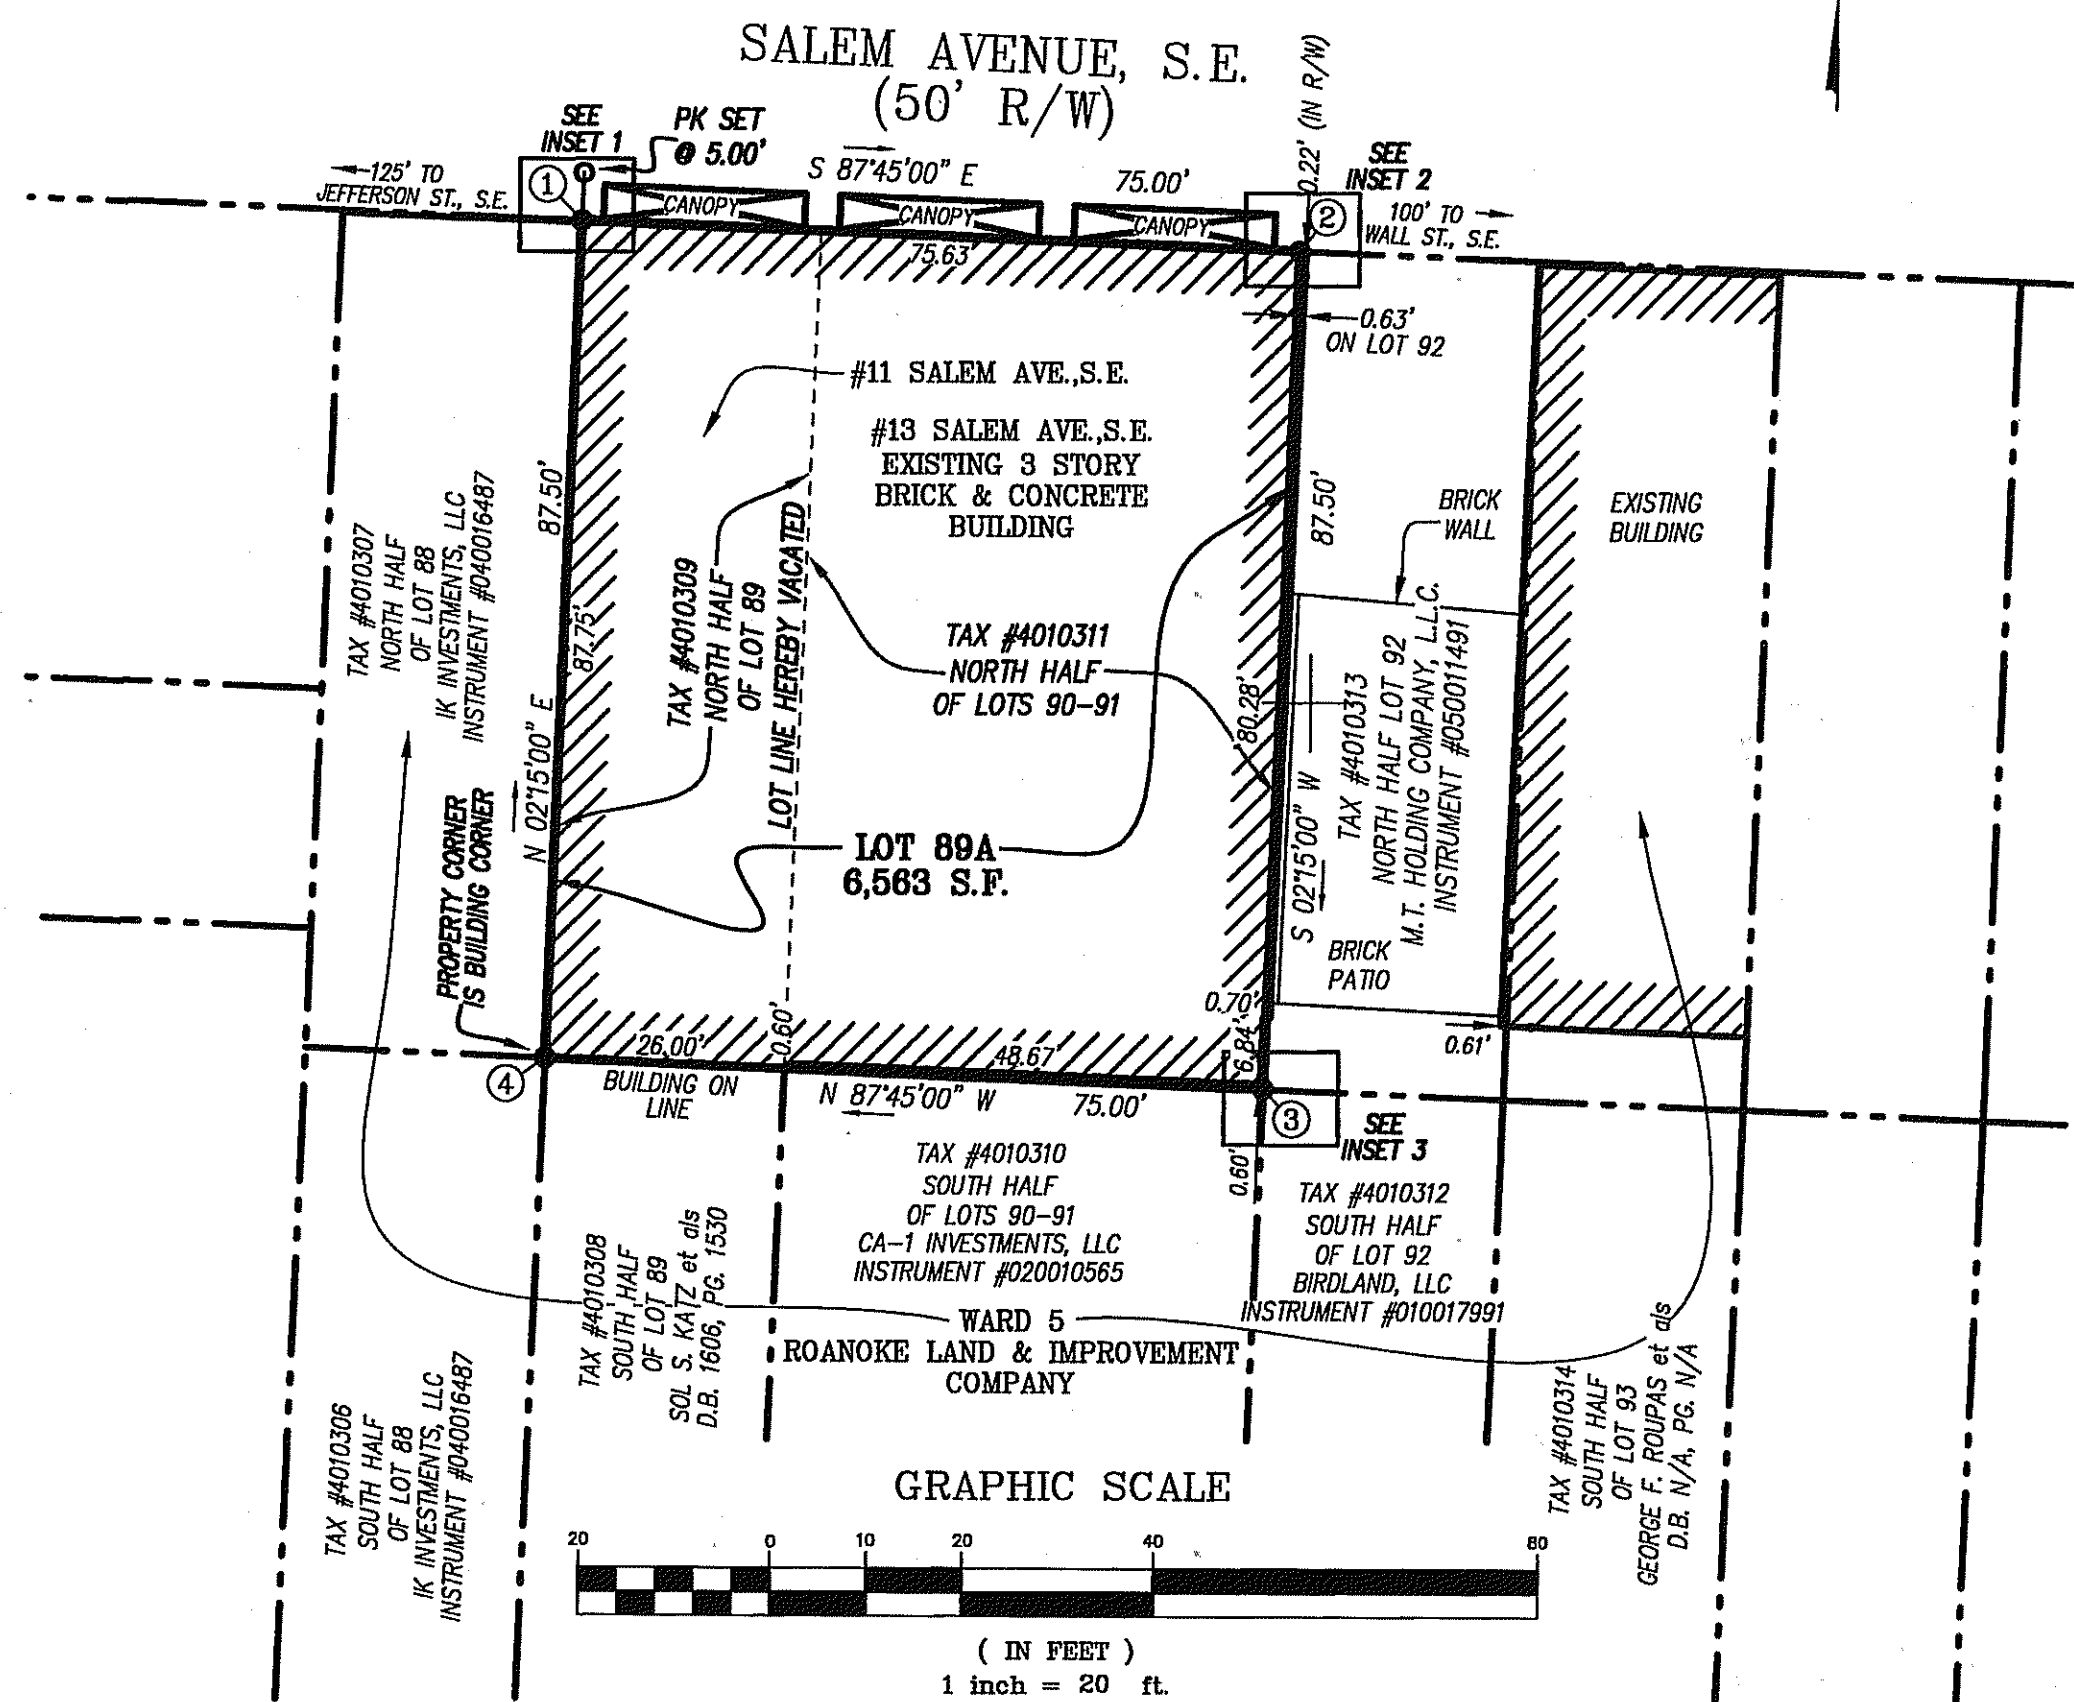 SALEM AVENUE, S.E.
(50' R/W)
SEE
INSET 1
PK SET
@ 5.00'
S 87°45'00" E
75.00'
0.22' (IN R/W)
SEE
INSET 2
125' TO
JEFFERSON ST., S.E.
1
CANOPY
CANOPY
CANOPY
2
100' TO
WALL ST., S.E.
75.63
0.63'
ON LOT 92
#11 SALEM AVE.,S.E.
#13 SALEM AVE.,S.E.
EXISTING 3 STORY
BRICK & CONCRETE
BUILDING
87.50'
87.75'
N 02°15'00" E
TAX #4010307
NORTH HALF
OF LOT 88
IK INVESTMENTS, LLC
INSTRUMENT #040016487
TAX #4010309
NORTH HALF
OF LOT 89
LOT LINE HEREBY VACATED
TAX #4010311
NORTH HALF
OF LOTS 90-91
87.50'
80.28'
S 02°15'00" W
BRICK
WALL
EXISTING
BUILDING
TAX #4010313
NORTH HALF LOT 92
M.T. HOLDING COMPANY, L.L.C.
INSTRUMENT #050011491
PROPERTY CORNER
IS BUILDING CORNER
LOT 89A
6,563 S.F.
BRICK
PATIO
0.70'
6.84'
0.61'
26.00'
0.60'
48.67'
4
BUILDING ON
LINE
N 87°45'00" W
75.00'
3
SEE
INSET 3
0.60'
TAX #4010310
SOUTH HALF
OF LOTS 90-91
CA-1 INVESTMENTS, LLC
INSTRUMENT #020010565
TAX #4010312
SOUTH HALF
OF LOT 92
BIRDLAND, LLC
INSTRUMENT #010017991
TAX #4010308
SOUTH HALF
OF LOT 89
SOL S. KATZ et als
D.B. 1606, PG. 1530
WARD 5
ROANOKE LAND & IMPROVEMENT
COMPANY
TAX #4010306
SOUTH HALF
OF LOT 88
IK INVESTMENTS, LLC
INSTRUMENT #040016487
TAX #4010314
SOUTH HALF
OF LOT 93
GEORGE F. ROUPAS et als
D.B. N/A, PG. N/A
GRAPHIC SCALE
20 0 10 20 40 80
( IN FEET )
1 inch = 20 ft.